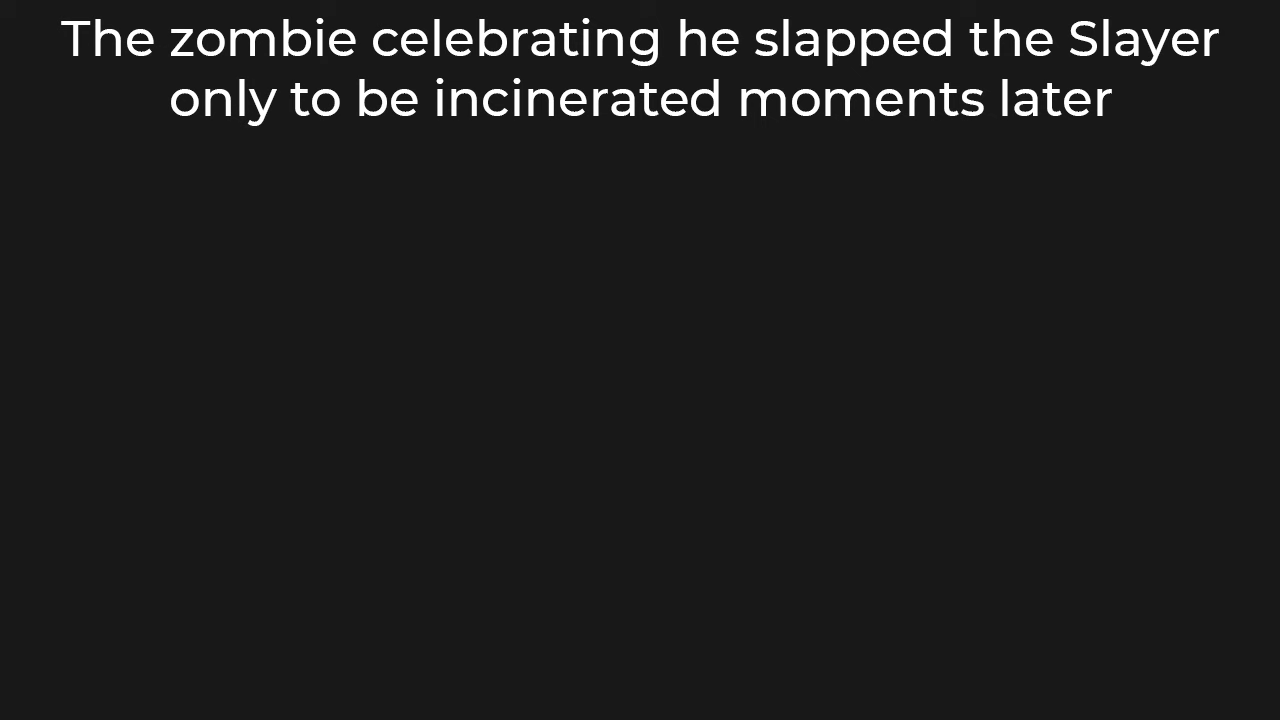 The zombie celebrating he slapped the Slayer
only to be incinerated moments later